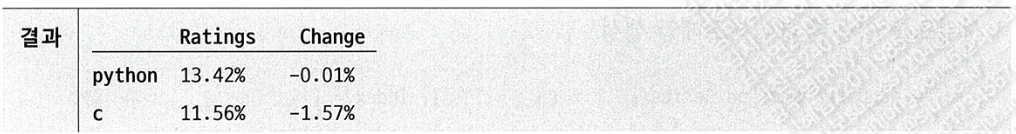 결과
Ratings Change
python 13.42% -0.01%
c 11.56% -1.57%